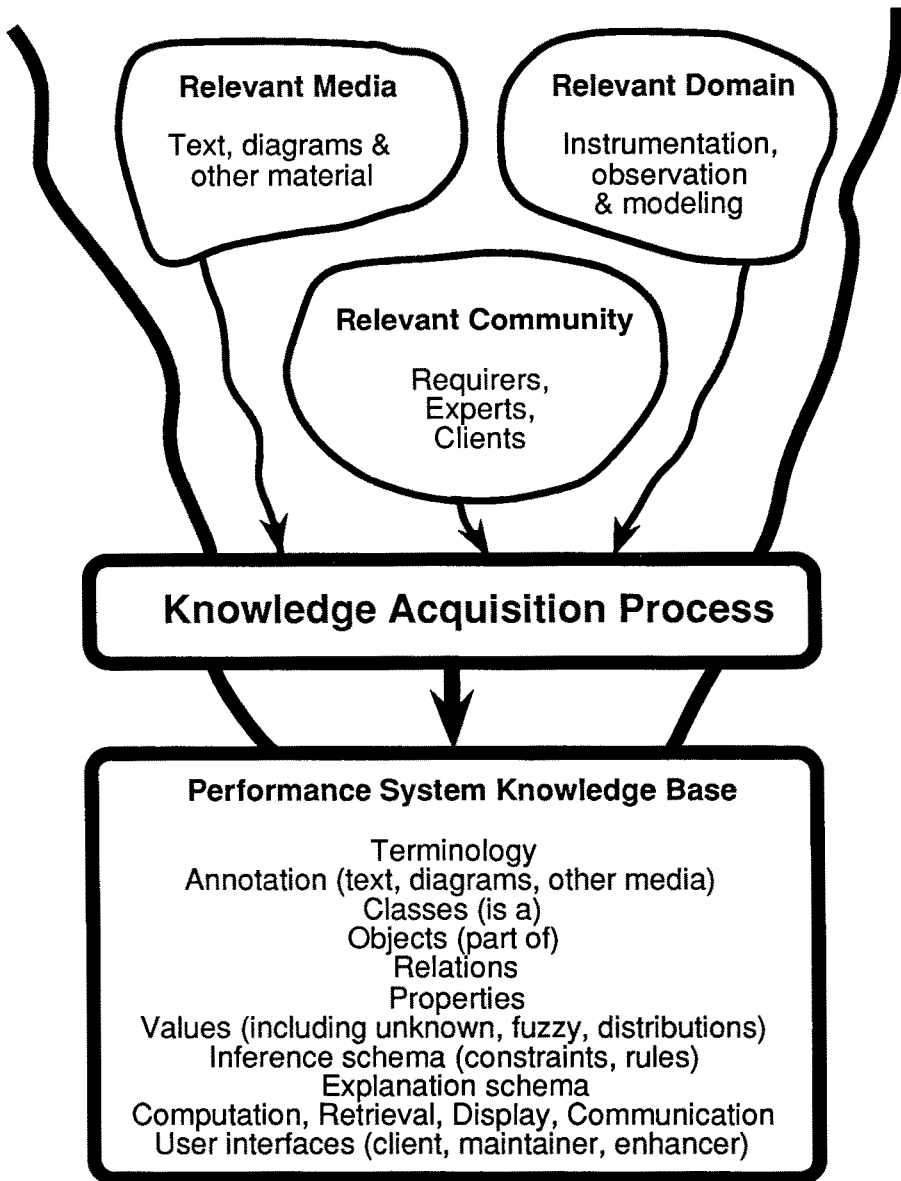 Relevant Media
Text, diagrams &
other material
Relevant Domain
Instrumentation,
observation
& modeling
Relevant Community
Requirers,
Experts,
Clients
Knowledge Acquisition Process
Performance System Knowledge Base
Terminology
Annotation (text, diagrams, other media)
Classes (is a)
Objects (part of)
Relations
Properties
Values (including unknown, fuzzy, distributions)
Inference schema (constraints, rules)
Explanation schema
Computation, Retrieval, Display, Communication
User interfaces (client, maintainer, enhancer)